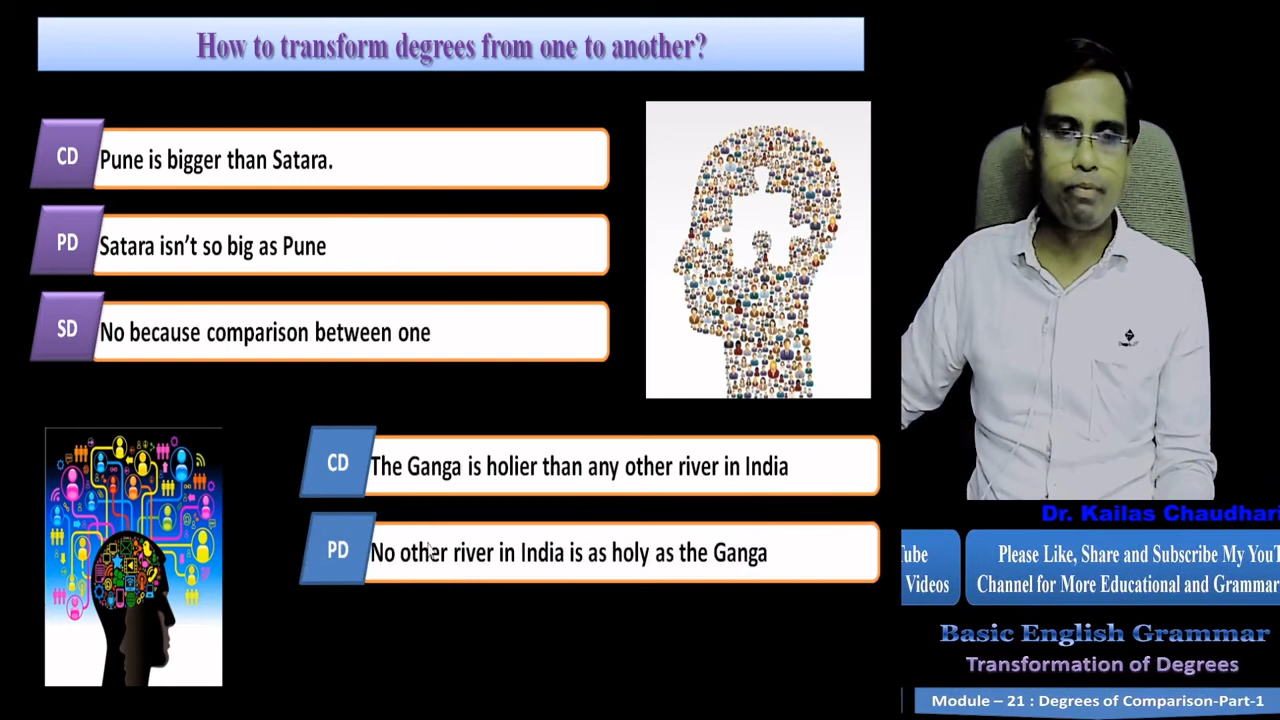 How to transform degrees from one to another?
CD
Pune is bigger than Satara.
PD
Satara isn't so big as Pune
SD
No because comparison between one
CD
The Ganga is holier than any other river in India
PD
No other river in India is as holy as the Ganga
Dr. Kailas Chaudhari
Tube
Videos
Please Like, Share and Subscribe My YouT
Channel for More Educational and Grammar
Basic English Grammar
Transformation of Degrees
Module – 21 : Degrees of Comparison-Part-1